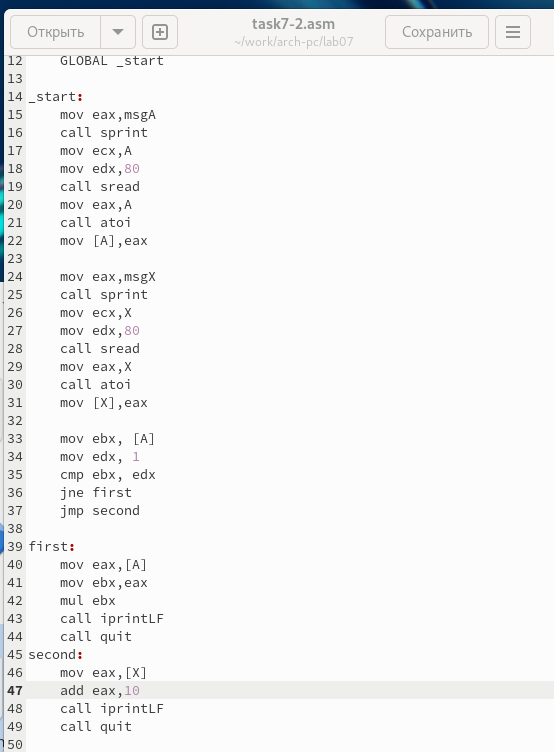 Открыть
task7-2.asm
~/work/arch-pc/lab07
Сохранить
12 GLOBAL _start
13
14 _start:
15 mov eax,msgA
16 call sprint
17 mov ecx,A
18 mov edx,80
19 call sread
20 mov eax,A
21 call atoi
22 mov [A],eax
23
24 mov eax,msgX
25 call sprint
26 mov ecx,X
27 mov edx,80
28 call sread
29 mov eax,X
30 call atoi
31 mov [X],eax
32
33 mov ebx, [A]
34 mov edx, 1
35 cmp ebx, edx
36 jne first
37 jmp second
38
39 first:
40 mov eax,[A]
41 mov ebx,eax
42 mul ebx
43 call iprintLF
44 call quit
45 second:
46 mov eax,[X]
47 add eax,10
48 call iprintLF
49 call quit
50